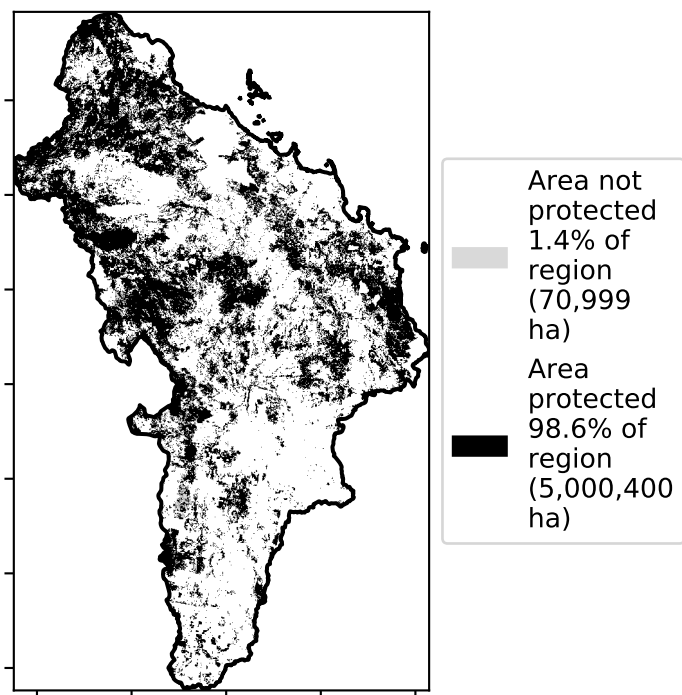 Area not
protected
1.4% of
region
(70,999
ha)
Area
protected
98.6% of
region
(5,000,400
ha)